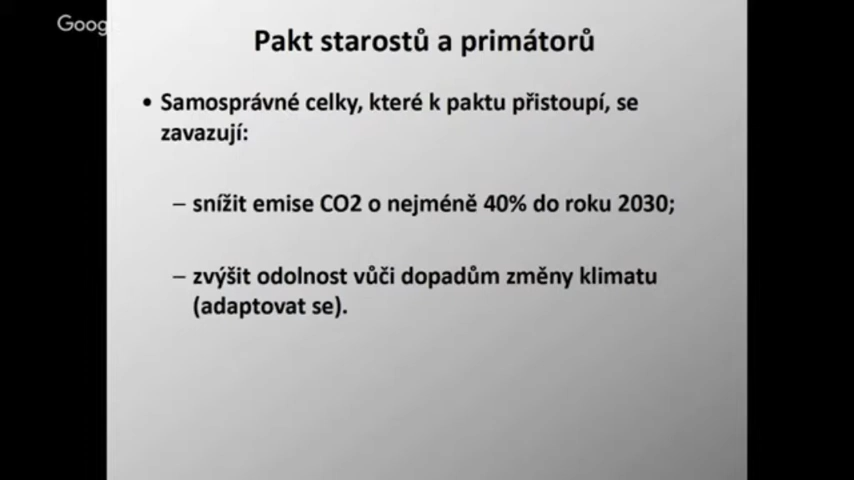 Google
Pakt starostů a primátorů
• Samosprávné celky, které k paktu přistoupí, se
zavazují:
– snížit emise CO2 o nejméně 40% do roku 2030;
– zvýšit odolnost vůči dopadům změny klimatu
(adaptovat se).